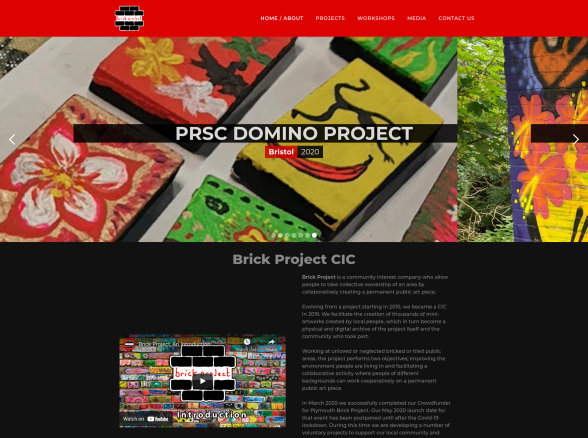 brick project
HOME / ABOUT
PROJECTS
WORKSHOPS
MEDIA
CONTACT US
PRSC DOMINO PROJECT
Bristol 2020
Brick Project CIC
Brick Project is a community interest company who allow
people to take collective ownership of an area by
collaboratively creating a permanent public art piece.
Evolving from a project starting in 2010, we became a CIC
in 2019. We facilitate the creation of thousands of mini-
artworks created by local people, which in turn become a
physical and digital archive of the project itself and the
community who took part.
Working at unloved or neglected bricked or tiled public
areas, the project performs two objectives; improving the
environment people are living in and facilitating a
collaborative activity where people of different
backgrounds can work cooperatively on a permanent
public art piece.
In March 2020 we successfully completed our Crowdfunder
for Plymouth Brick Project. Our May 2020 launch date for
that event has been postponed until after the Covid-19
lockdown. During this time we are developing a number of
voluntary projects to support our local community and
Brick Project, An Introduction
brick project
Introduction
Watch on YouTube